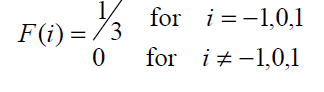 F(i) = 1/3 for i = −1,0,1
0 for i ≠ −1,0,1